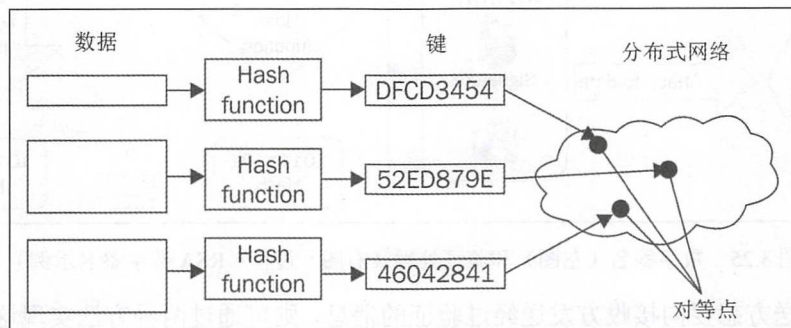 数据
键
分布式网络
Hash
function
DFCD3454
Hash
function
52ED879E
Hash
function
46042841
对等点